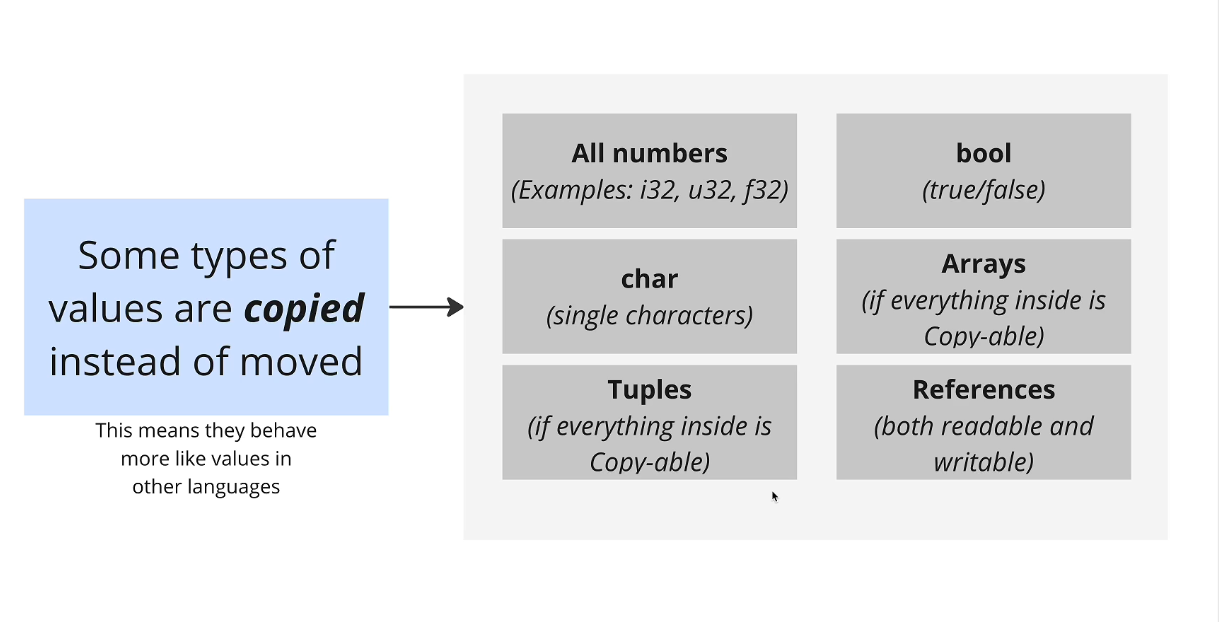 Some types of
values are copied
instead of moved
This means they behave
more like values in
other languages
All numbers
(Examples: i32, u32, f32)
bool
(true/false)
char
(single characters)
Arrays
(if everything inside is
Copy-able)
Tuples
(if everything inside is
Copy-able)
References
(both readable and
writable)